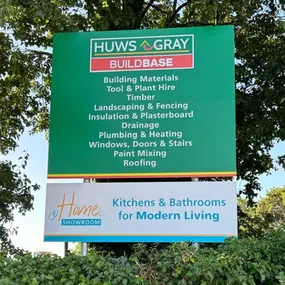 HUWS GRAY
BUILDBASE
Building Materials
Tool & Plant Hire
Timber
Landscaping & Fencing
Insulation & Plasterboard
Drainage
Plumbing & Heating
Windows, Doors & Stairs
Paint Mixing
Roofing
@Home
SHOWROOM
Kitchens & Bathrooms
for Modern Living